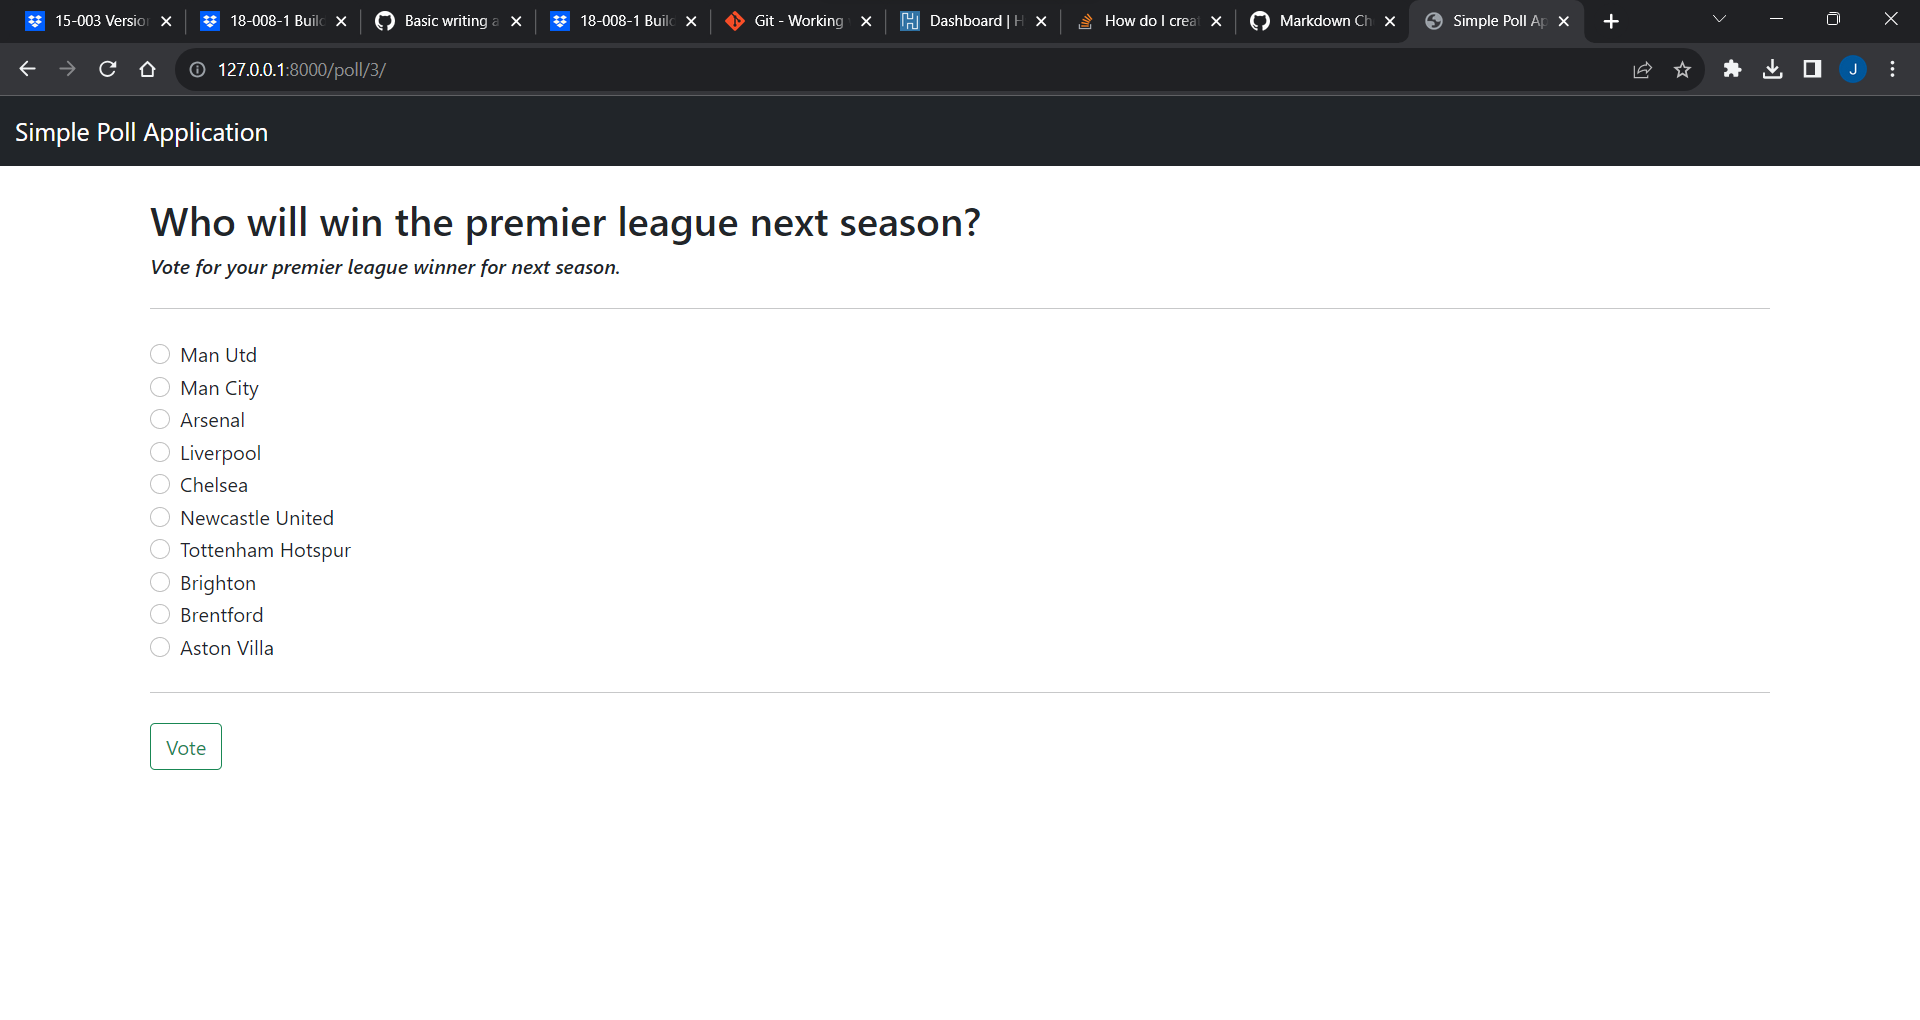 15-003 Version
18-008-1 Build
Basic writing a
18-008-1 Build
Git - Working
Dashboard | H
How do I creat
Markdown Ch
Simple Poll Ap
127.0.0.1:8000/poll/3/
J
Simple Poll Application
Who will win the premier league next season?
Vote for your premier league winner for next season.
Man Utd
Man City
Arsenal
Liverpool
Chelsea
Newcastle United
Tottenham Hotspur
Brighton
Brentford
Aston Villa
Vote